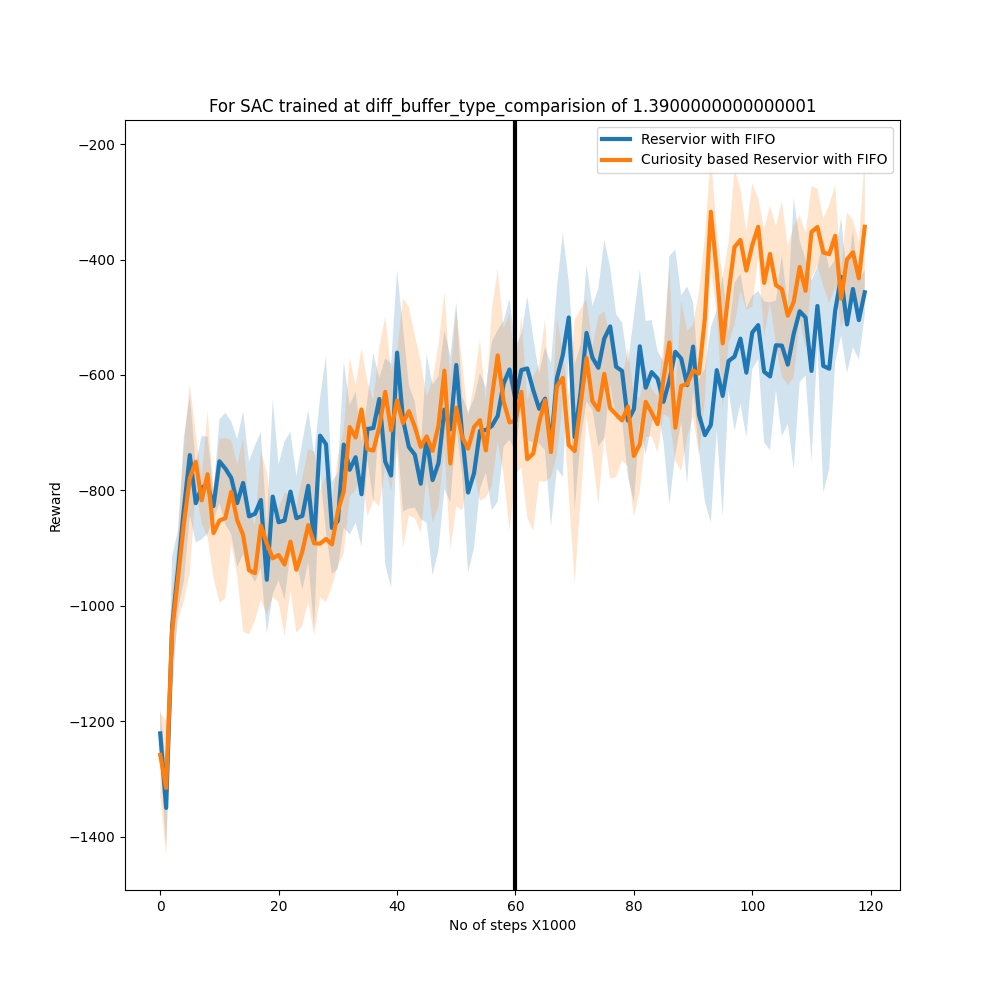 For SAC trained at diff_buffer_type_comparision of 1.3900000000000001
Reservior with FIFO
Curiosity based Reservior with FIFO
−200
−400
−600
−800
−1000
−1200
−1400
Reward
0 20 40 60 80 100 120
No of steps X1000